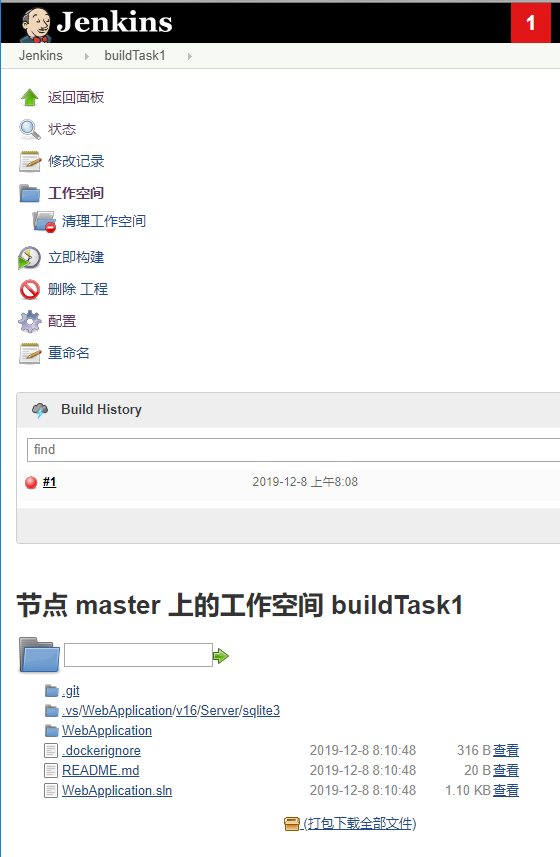 Jenkins
1
Jenkins buildTask1
返回面板
状态
修改记录
工作空间
清理工作空间
立即构建
删除 工程
配置
重命名
Build History
find
#1 2019-12-8 上午8:08
节点 master 上的工作空间 buildTask1
.git
.vs/WebApplication/v16/Server/sqlite3
WebApplication
.dockerignore 2019-12-8 8:10:48 316 B 查看
README.md 2019-12-8 8:10:48 20 B 查看
WebApplication.sln 2019-12-8 8:10:48 1.10 KB 查看
(打包下载全部文件)